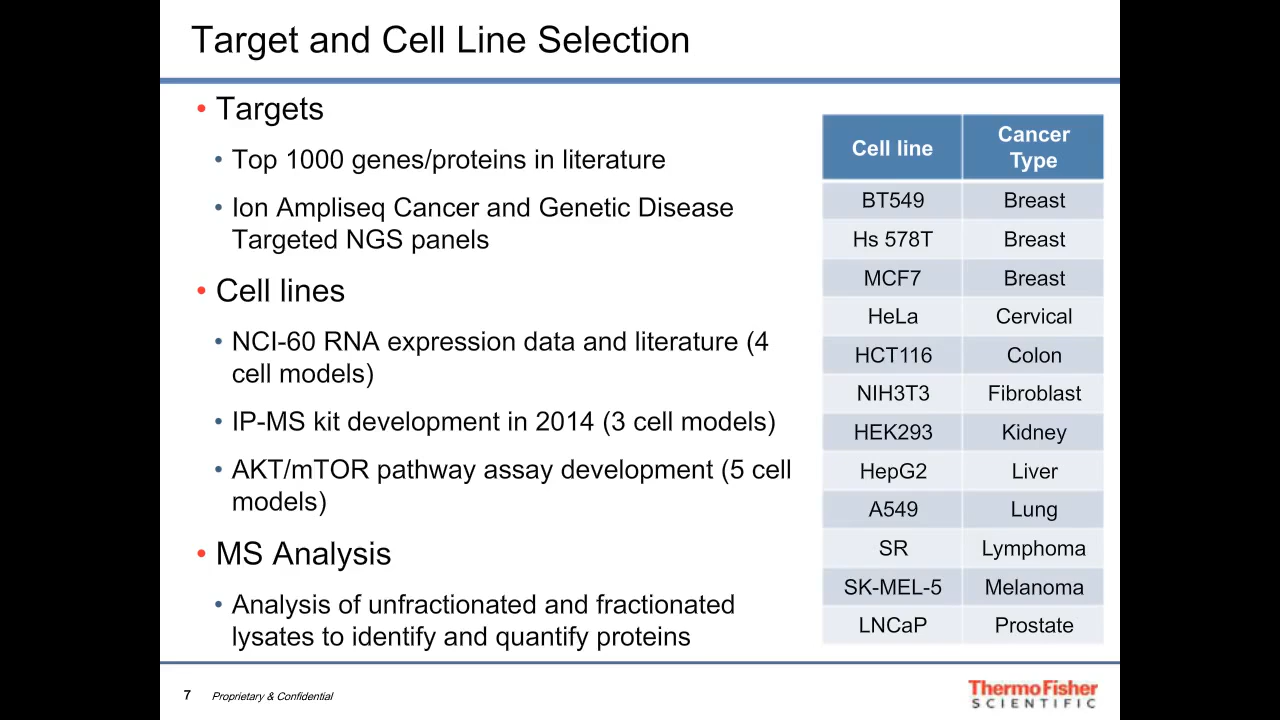 Target and Cell Line Selection
• Targets
• Top 1000 genes/proteins in literature
• Ion Ampliseq Cancer and Genetic Disease
Targeted NGS panels
• Cell lines
• NCI-60 RNA expression data and literature (4
cell models)
• IP-MS kit development in 2014 (3 cell models)
• AKT/mTOR pathway assay development (5 cell
models)
• MS Analysis
• Analysis of unfractionated and fractionated
lysates to identify and quantify proteins
Cell line Cancer
Type
BT549 Breast
Hs 578T Breast
MCF7 Breast
HeLa Cervical
HCT116 Colon
NIH3T3 Fibroblast
HEK293 Kidney
HepG2 Liver
A549 Lung
SR Lymphoma
SK-MEL-5 Melanoma
LNCaP Prostate
7 Proprietary & Confidential
ThermoFisher
SCIENTIFIC